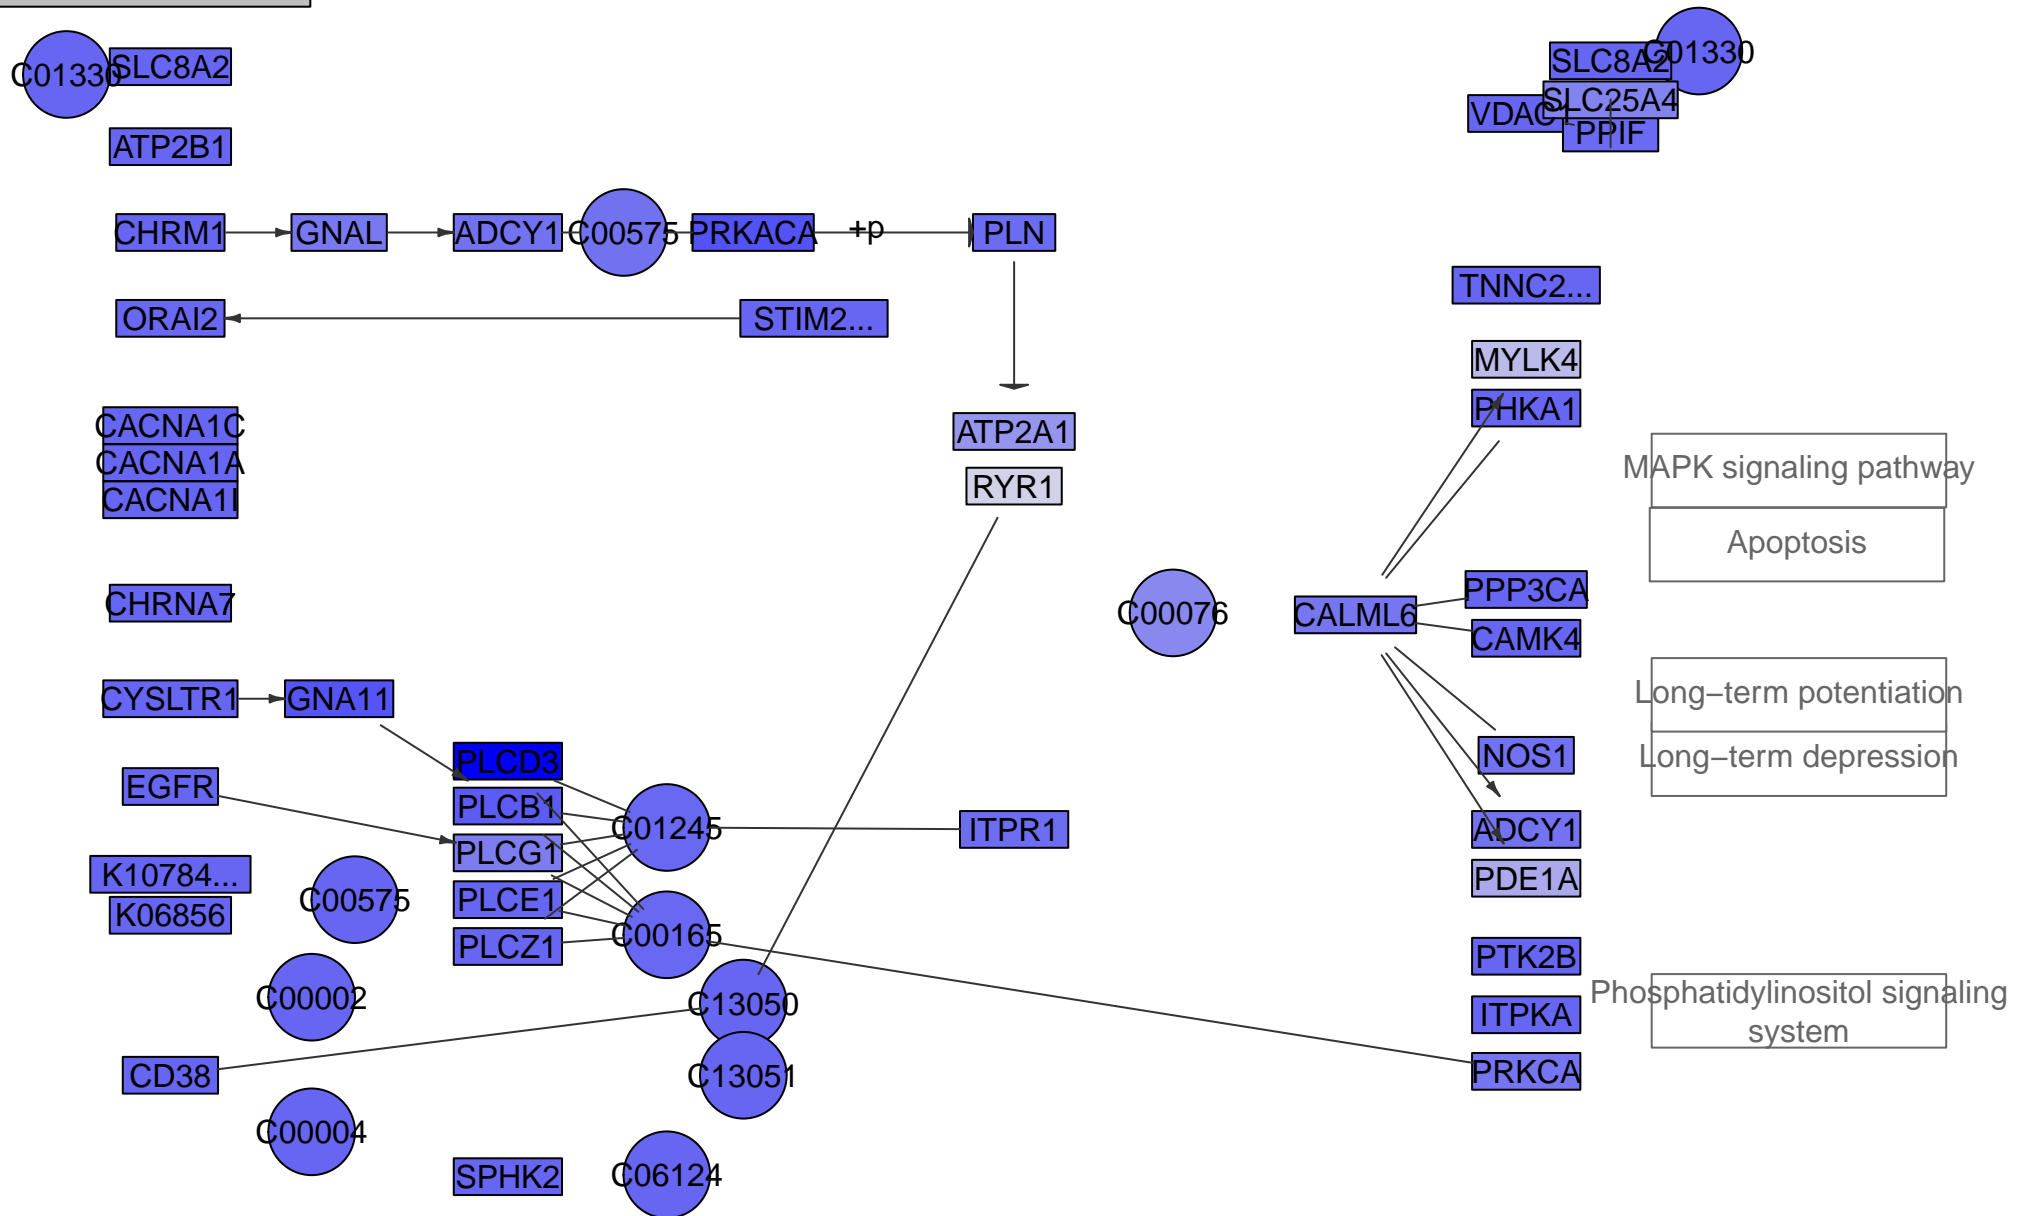 C01330
SLC8A2
SLC8A2
C01330
SLC25A4
VDAC1
PPIF
ATP2B1
CHRM1
GNAL
ADCY1
C00575
PRKACA
+p
PLN
TNNC2...
ORAI2
STIM2...
MYLK4
PHKA1
CACNA1C
CACNA1A
CACNA1I
ATP2A1
RYR1
MAPK signaling pathway
Apoptosis
CHRNA7
C00076
CALML6
PPP3CA
CAMK4
CYSLTR1
GNA11
Long−term potentiation
Long−term depression
PLCD3
NOS1
EGFR
PLCB1
C01245
ITPR1
ADCY1
PLCG1
PDE1A
K10784...
C00575
PLCE1
K06856
PLCZ1
C00165
PTK2B
C00002
C13050
ITPKA
Phosphatidylinositol signaling
system
CD38
C13051
PRKCA
C00004
SPHK2
C06124